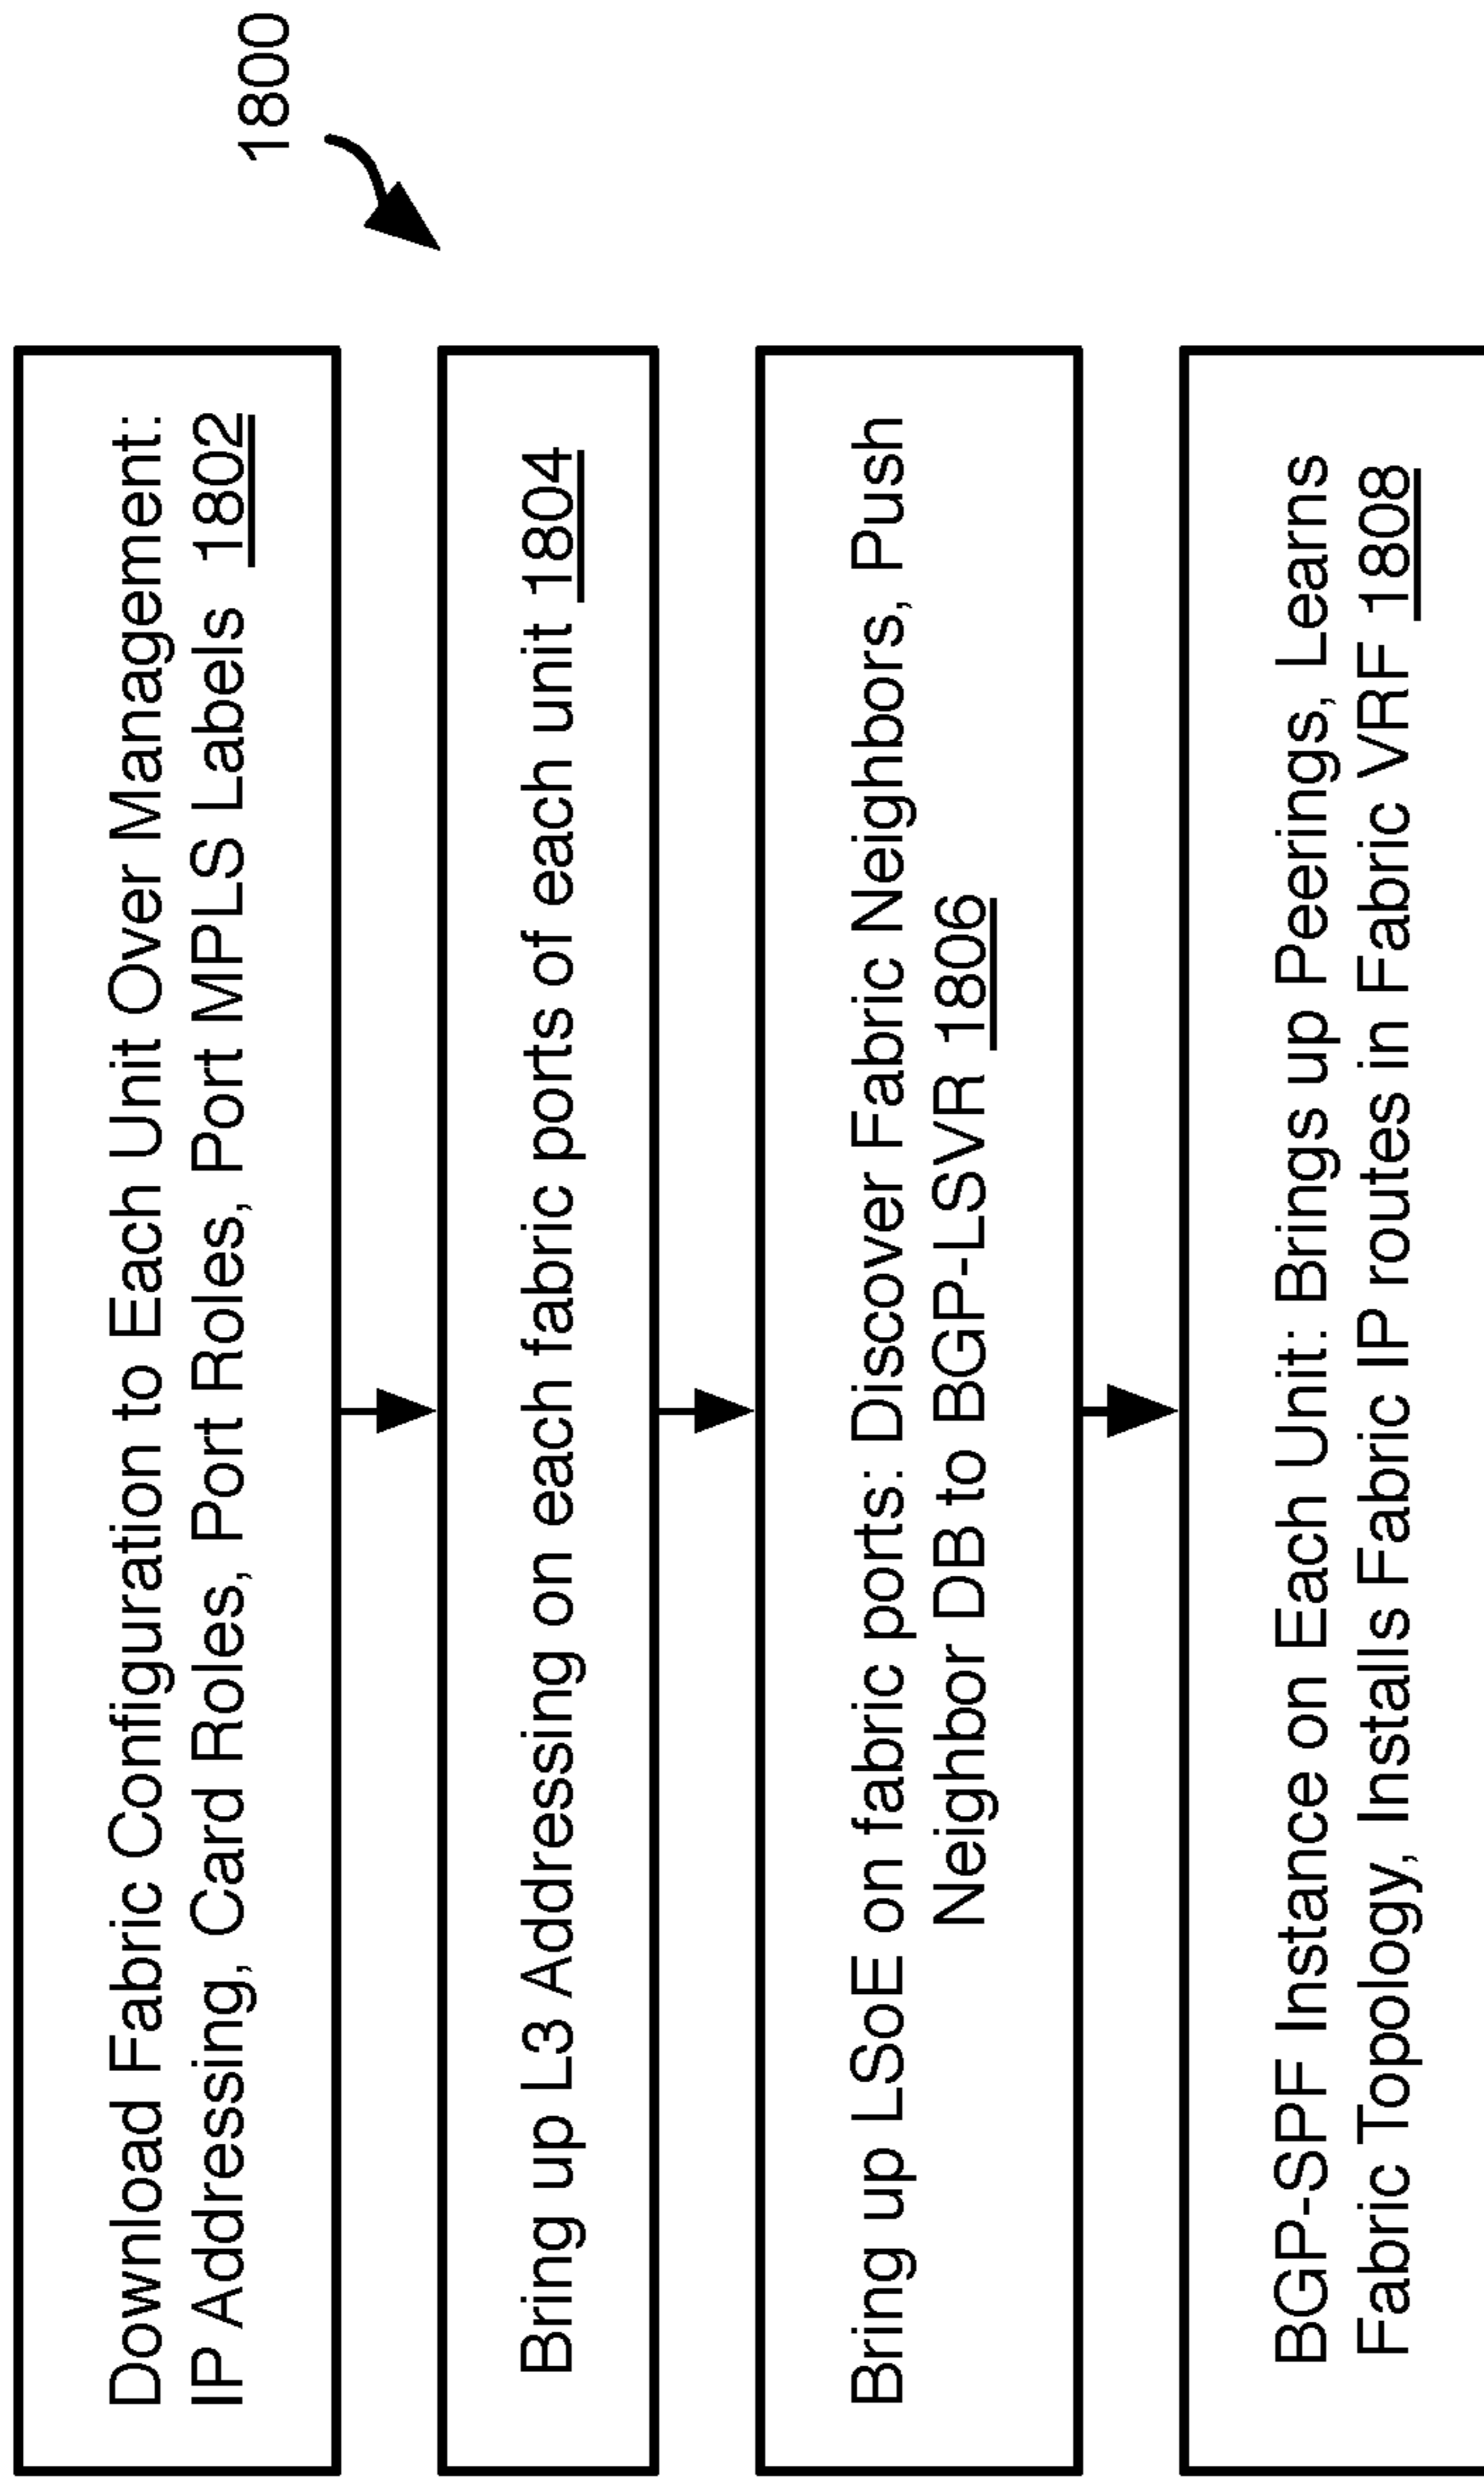 1800
Download Fabric Configuration to Each Unit Over Management:
IP Addressing, Card Roles, Port Roles, Port MPLS Labels 1802
Bring up L3 Addressing on each fabric ports of each unit 1804
Bring up LSoE on fabric ports: Discover Fabric Neighbors, Push
Neighbor DB to BGP-LSVR 1806
BGP-SPF Instance on Each Unit: Brings up Peerings, Learns
Fabric Topology, Installs Fabric IP routes in Fabric VRF 1808